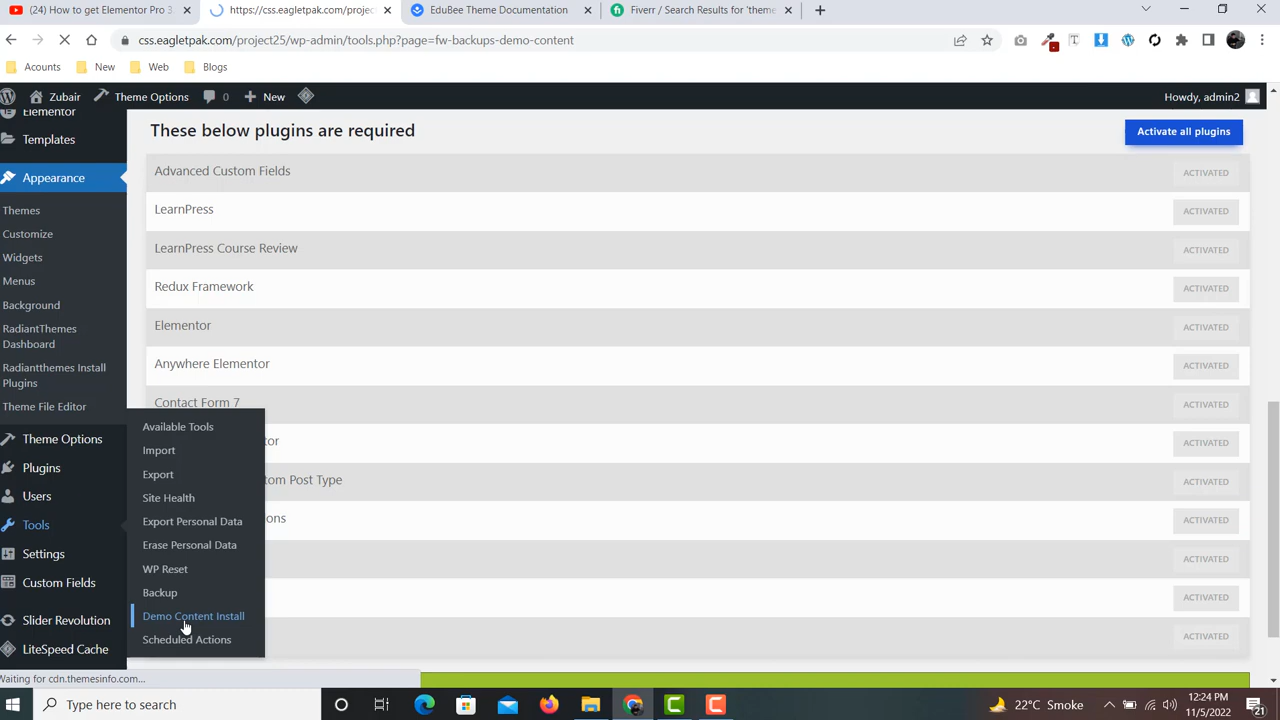 (24) How to get Elementor Pro 3.
https://css.eagletpak.com/projec
EduBee Theme Documentation
Fiverr / Search Results for 'theme
css.eagletpak.com/project25/wp-admin/tools.php?page=fw-backups-demo-content
Acounts
New
Web
Blogs
Zubair
Theme Options
0
New
Howdy, admin2
Elementor
Templates
Appearance
Themes
Customize
Widgets
Menus
Background
RadiantThemes
Dashboard
Radiantthemes Install
Plugins
Theme File Editor
Theme Options
Plugins
Users
Tools
Settings
Custom Fields
Slider Revolution
LiteSpeed Cache
Available Tools
Import
Export
Site Health
Export Personal Data
Erase Personal Data
WP Reset
Backup
Demo Content Install
Scheduled Actions
These below plugins are required
Activate all plugins
Advanced Custom Fields
ACTIVATED
LearnPress
ACTIVATED
LearnPress Course Review
ACTIVATED
Redux Framework
ACTIVATED
Elementor
ACTIVATED
Anywhere Elementor
ACTIVATED
Contact Form 7
ACTIVATED
tor
ACTIVATED
tom Post Type
ACTIVATED
ons
ACTIVATED
ACTIVATED
ACTIVATED
ACTIVATED
Waiting for cdn.themesinfo.com...
Type here to search
22°C Smoke
12:24 PM
11/5/2022
21